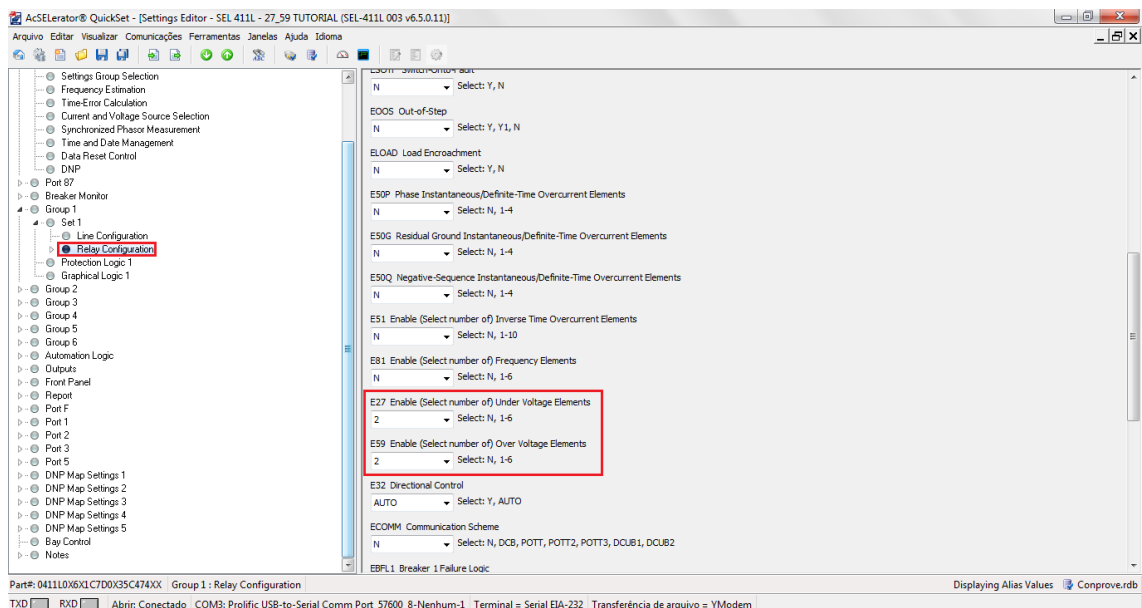 AcSELerator® QuickSet - [Settings Editor - SEL 411L - 27_59 TUTORIAL (SEL-411L 003 v6.5.0.11)]
Arquivo Editar Visualizar Comunicações Ferramentas Janelas Ajuda Idioma
Settings Group Selection
Frequency Estimation
Time-Error Calculation
Current and Voltage Source Selection
Synchronized Phasor Measurement
Time and Date Management
Data Reset Control
DNP
Port 87
Breaker Monitor
Group 1
Set 1
Line Configuration
Relay Configuration
Protection Logic 1
Graphical Logic 1
Group 2
Group 3
Group 4
Group 5
Group 6
Automation Logic
Outputs
Front Panel
Report
Port F
Port 1
Port 2
Port 3
Port 5
DNP Map Settings 1
DNP Map Settings 2
DNP Map Settings 3
DNP Map Settings 4
DNP Map Settings 5
Bay Control
Notes
ESOTF Switch-Onto-Fault
N Select: Y, N
EOOS Out-of-Step
N Select: Y, Y1, N
ELOAD Load Encroachment
N Select: Y, N
E50P Phase Instantaneous/Definite-Time Overcurrent Elements
N Select: N, 1-4
E50G Residual Ground Instantaneous/Definite-Time Overcurrent Elements
N Select: N, 1-4
E50Q Negative-Sequence Instantaneous/Definite-Time Overcurrent Elements
N Select: N, 1-4
E51 Enable (Select number of) Inverse Time Overcurrent Elements
N Select: N, 1-10
E81 Enable (Select number of) Frequency Elements
N Select: N, 1-6
E27 Enable (Select number of) Under Voltage Elements
2 Select: N, 1-6
E59 Enable (Select number of) Over Voltage Elements
2 Select: N, 1-6
E32 Directional Control
AUTO Select: Y, AUTO
ECOMM Communication Scheme
N Select: N, DCB, POTT, POTT2, POTT3, DCUB1, DCUB2
EBFL1 Breaker 1 Failure Logic
Part#: 0411L0X6X1C7D0X35C474XX Group 1 : Relay Configuration Displaying Alias Values Conprove.rdb
TXD RXD Abrir: Conectado COM3: Prolific USB-to-Serial Comm Port 57600 8-Nenhum-1 Terminal = Serial EIA-232 Transferência de arquivo = YModem